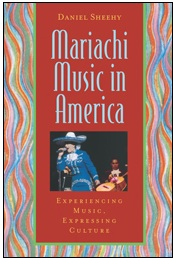 DANIEL SHEEHY
Mariachi
Music in
America
EXPERIENCING
MUSIC,
EXPRESSING
CULTURE